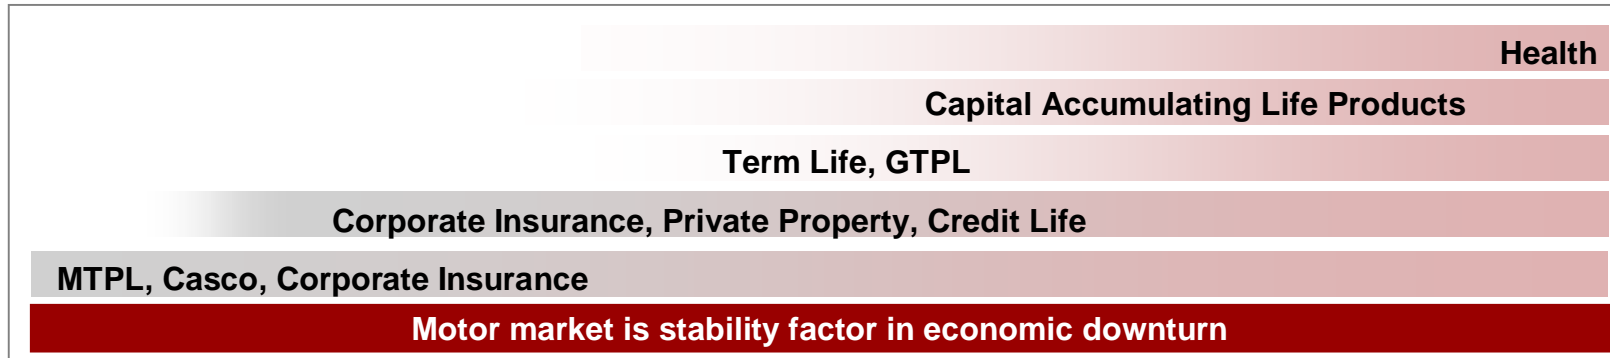 Health
Capital Accumulating Life Products
Term Life, GTPL
Corporate Insurance, Private Property, Credit Life
MTPL, Casco, Corporate Insurance
Motor market is stability factor in economic downturn